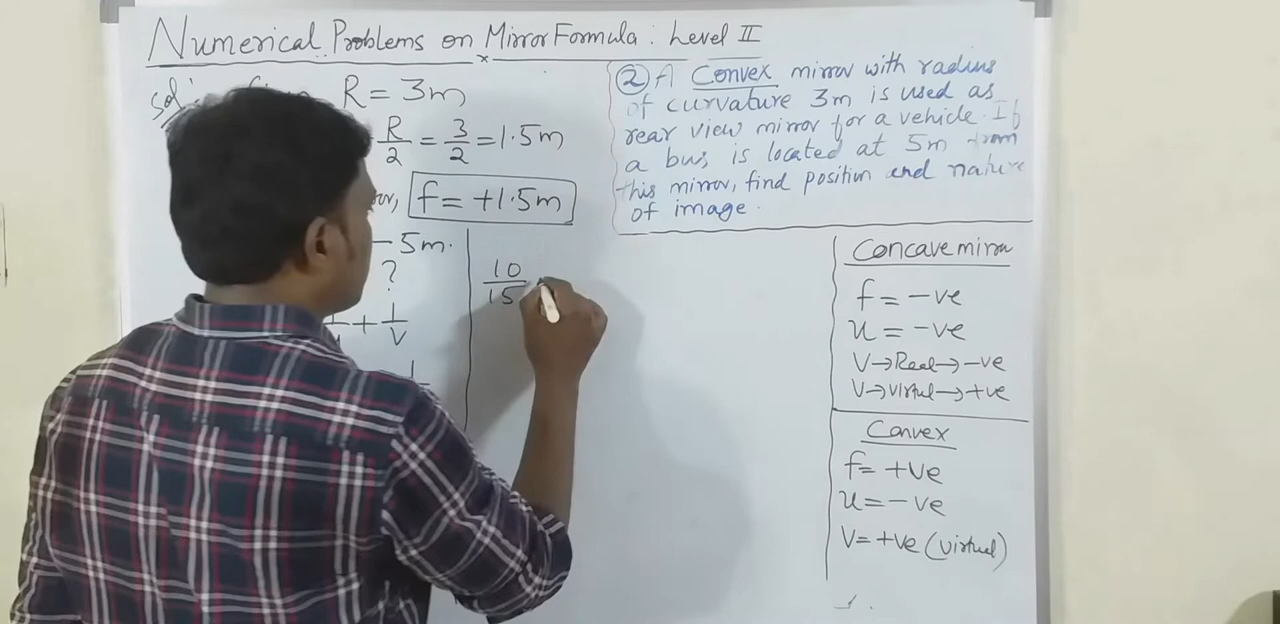 Numerical Problems on Mirror Formula : Level II
② A Convex mirror with radius
of curvature 3m is used as
rear view mirror for a vehicle. If
a bus is located at 5m from
this mirror, find position and nature
of image.
Sol: R = 3m
R/2 = 3/2 = 1.5m
f = +1.5m
- 5m.
?
+ 1/v
1
10/15
Concave mirror
f = -ve
u = -ve
V→Real→-ve
V→Virtual→+ve
Convex
f= +ve
u= -ve
V= +ve (virtual)